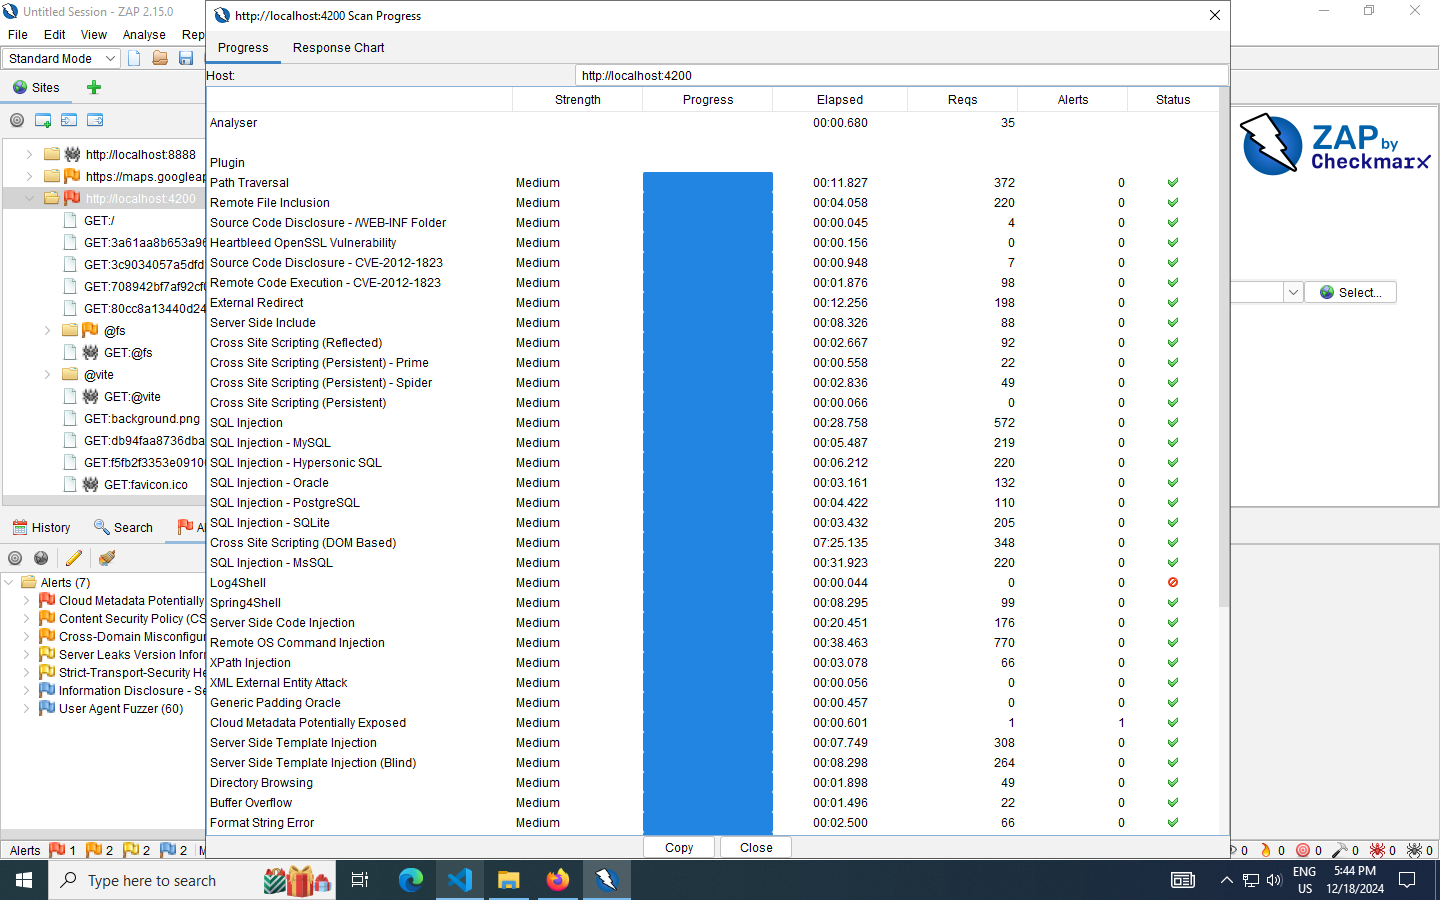 Untitled Session - ZAP 2.15.0
File Edit View Analyse Rep
Standard Mode
Sites
http://localhost:8888
https://maps.googleap
http://localhost:4200
GET:/
GET:3a61aa8b653a96
GET:3c9034057a5dfd
GET:708942bf7af92cf
GET:80cc8a13440d24
@fs
GET:@fs
@vite
GET:@vite
GET:background.png
GET:db94faa8736dba
GET:f5fb2f3353e0910
GET:favicon.ico
History Search Al
Alerts (7)
Cloud Metadata Potentially
Content Security Policy (CS
Cross-Domain Misconfigur
Server Leaks Version Inforr
Strict-Transport-Security He
Information Disclosure - Se
User Agent Fuzzer (60)
Alerts 1 2 2 2
http://localhost:4200 Scan Progress
Progress Response Chart
Host: http://localhost:4200
Strength Progress Elapsed Reqs Alerts Status
Analyser 00:00.680 35
Plugin
Path Traversal Medium 00:11.827 372 0
Remote File Inclusion Medium 00:04.058 220 0
Source Code Disclosure - /WEB-INF Folder Medium 00:00.045 4 0
Heartbleed OpenSSL Vulnerability Medium 00:00.156 0 0
Source Code Disclosure - CVE-2012-1823 Medium 00:00.948 7 0
Remote Code Execution - CVE-2012-1823 Medium 00:01.876 98 0
External Redirect Medium 00:12.256 198 0
Server Side Include Medium 00:08.326 88 0
Cross Site Scripting (Reflected) Medium 00:02.667 92 0
Cross Site Scripting (Persistent) - Prime Medium 00:00.558 22 0
Cross Site Scripting (Persistent) - Spider Medium 00:02.836 49 0
Cross Site Scripting (Persistent) Medium 00:00.066 0 0
SQL Injection Medium 00:28.758 572 0
SQL Injection - MySQL Medium 00:05.487 219 0
SQL Injection - Hypersonic SQL Medium 00:06.212 220 0
SQL Injection - Oracle Medium 00:03.161 132 0
SQL Injection - PostgreSQL Medium 00:04.422 110 0
SQL Injection - SQLite Medium 00:03.432 205 0
Cross Site Scripting (DOM Based) Medium 07:25.135 348 0
SQL Injection - MsSQL Medium 00:31.923 220 0
Log4Shell Medium 00:00.044 0 0
Spring4Shell Medium 00:08.295 99 0
Server Side Code Injection Medium 00:20.451 176 0
Remote OS Command Injection Medium 00:38.463 770 0
XPath Injection Medium 00:03.078 66 0
XML External Entity Attack Medium 00:00.056 0 0
Generic Padding Oracle Medium 00:00.457 0 0
Cloud Metadata Potentially Exposed Medium 00:00.601 1 1
Server Side Template Injection Medium 00:07.749 308 0
Server Side Template Injection (Blind) Medium 00:08.298 264 0
Directory Browsing Medium 00:01.898 49 0
Buffer Overflow Medium 00:01.496 22 0
Format String Error Medium 00:02.500 66 0
Copy Close
ZAP by
Checkmarx
Select...
0 0 0 0 0 0
Type here to search
ENG
US
5:44 PM
12/18/2024